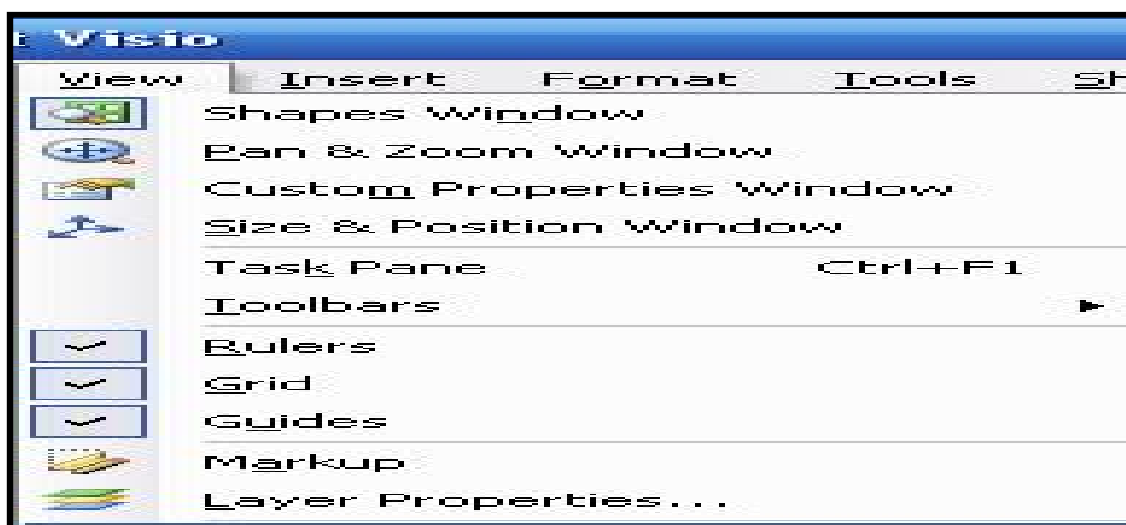 t Visio
View Insert Format Tools Sh
Shapes Window
Pan & Zoom Window
Custom Properties Window
Size & Position Window
Task Pane Ctrl+F1
Toolbars
Rulers
Grid
Guides
Markup
Layer Properties...